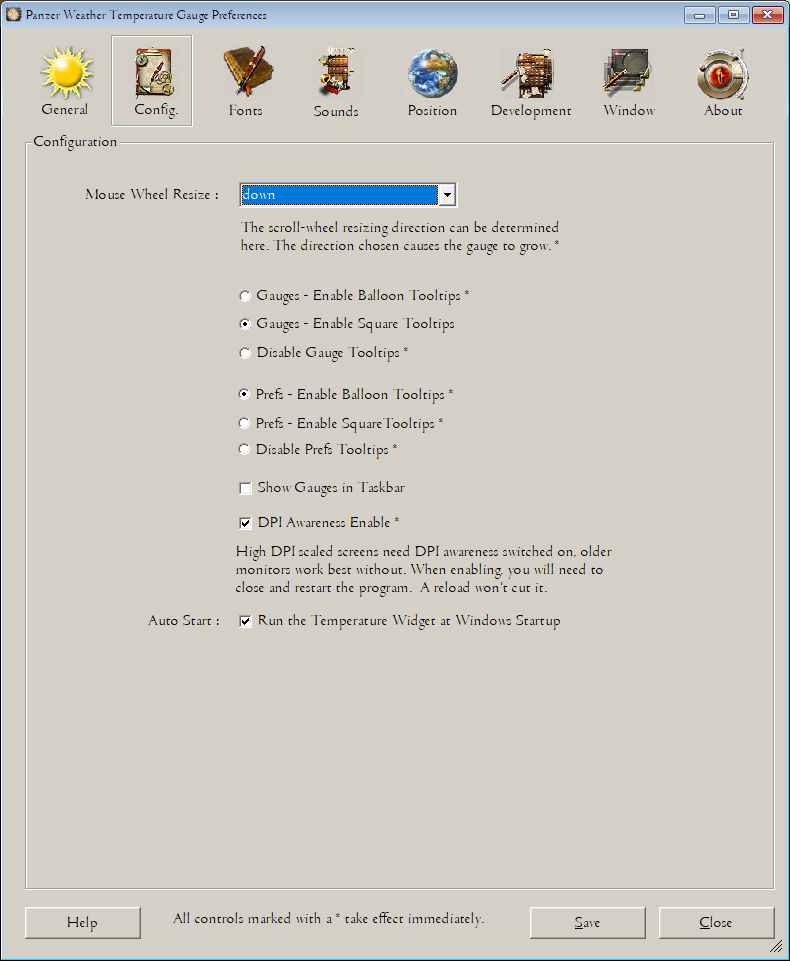 Panzer Weather Temperature Gauge Preferences
General
Config.
Fonts
Sounds
Position
Development
Window
About
Configuration
Mouse Wheel Resize :
down
The scroll-wheel resizing direction can be determined
here. The direction chosen causes the gauge to grow. *
Gauges - Enable Balloon Tooltips *
Gauges - Enable Square Tooltips
Disable Gauge Tooltips *
Prefs - Enable Balloon Tooltips *
Prefs - Enable SquareTooltips *
Disable Prefs Tooltips *
Show Gauges in Taskbar
DPI Awareness Enable *
High DPI scaled screens need DPI awareness switched on, older
monitors work best without. When enabling, you will need to
close and restart the program.  A reload won't cut it.
Auto Start :
Run the Temperature Widget at Windows Startup
Help
All controls marked with a * take effect immediately.
Save
Close